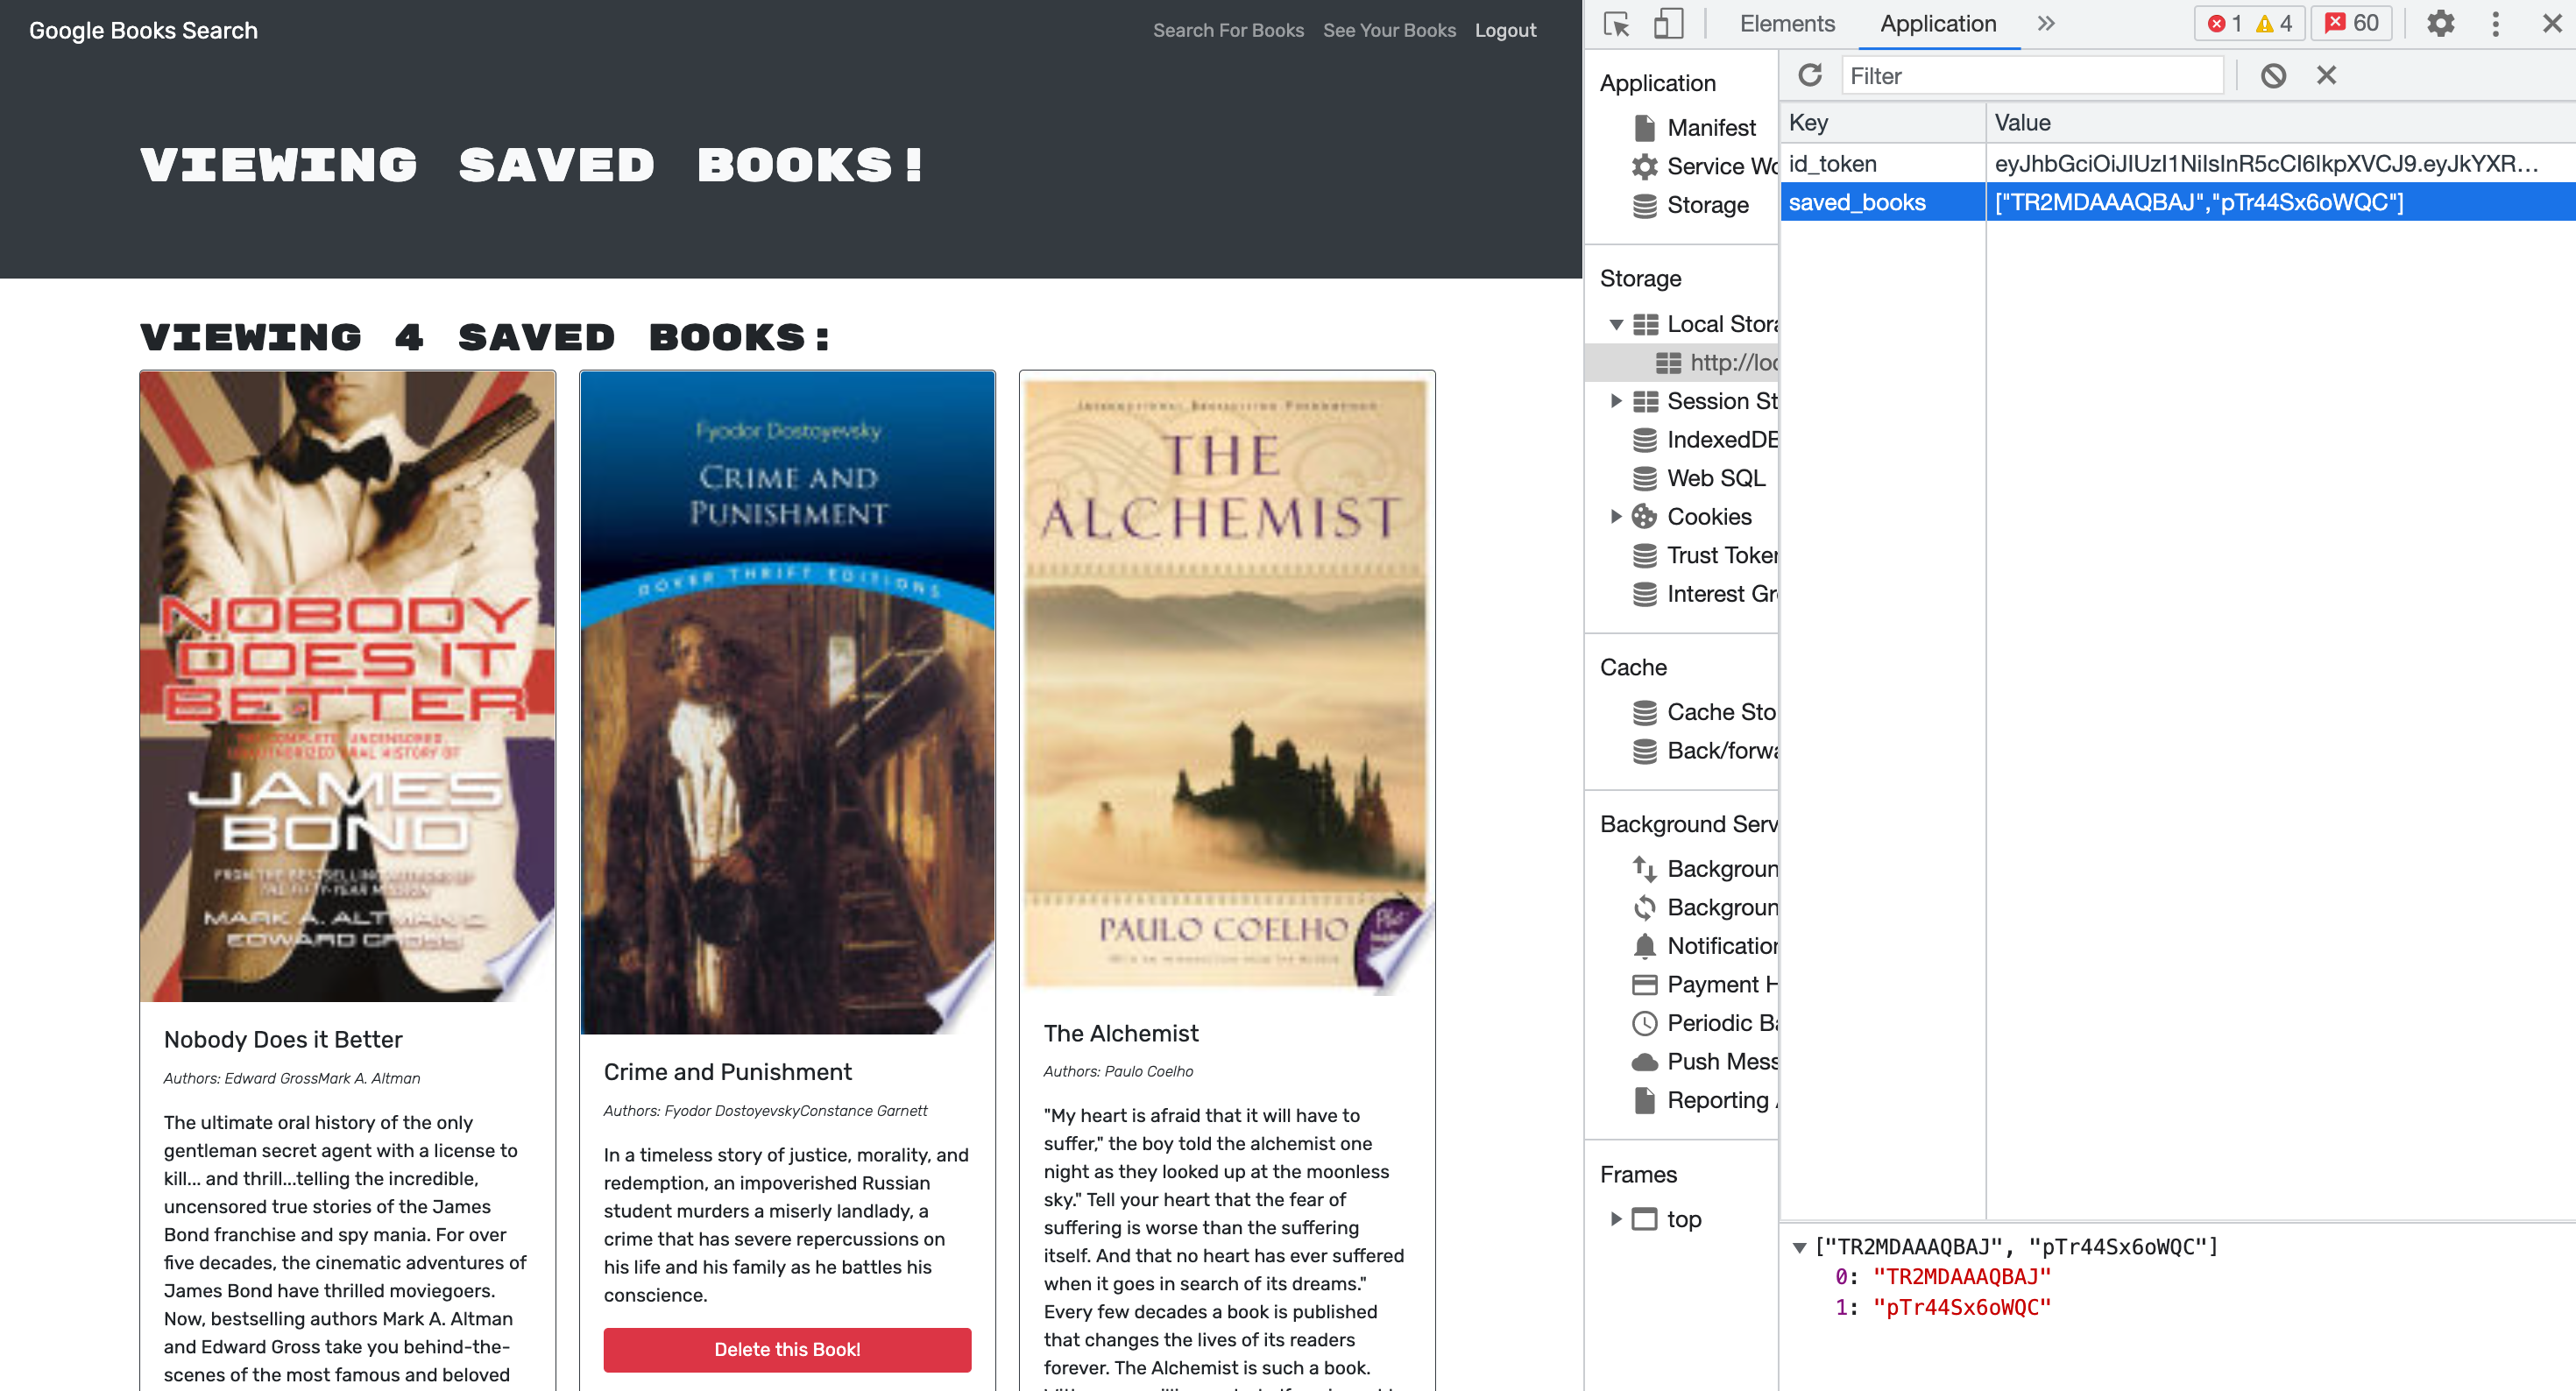 Google Books Search
Search For Books
See Your Books
Logout
VIEWING SAVED BOOKS!
VIEWING 4 SAVED BOOKS:
NOBODY
DOES IT
BETTER
JAMES
BOND
MARK A. ALTMAN &
EDWARD GROSS
Nobody Does it Better
Authors: Edward GrossMark A. Altman
The ultimate oral history of the only
gentleman secret agent with a license to
kill... and thrill...telling the incredible,
uncensored true stories of the James
Bond franchise and spy mania. For over
five decades, the cinematic adventures of
James Bond have thrilled moviegoers.
Now, bestselling authors Mark A. Altman
and Edward Gross take you behind-the-
scenes of the most famous and beloved
Fyodor Dostoyevsky
CRIME AND
PUNISHMENT
DOVER THRIFT EDITIONS
Crime and Punishment
Authors: Fyodor DostoyevskyConstance Garnett
In a timeless story of justice, morality, and
redemption, an impoverished Russian
student murders a miserly landlady, a
crime that has severe repercussions on
his life and his family as he battles his
conscience.
Delete this Book!
THE
ALCHEMIST
PAULO COELHO
The Alchemist
Authors: Paulo Coelho
"My heart is afraid that it will have to
suffer," the boy told the alchemist one
night as they looked up at the moonless
sky." Tell your heart that the fear of
suffering is worse than the suffering
itself. And that no heart has ever suffered
when it goes in search of its dreams."
Every few decades a book is published
that changes the lives of its readers
forever. The Alchemist is such a book.
Elements
Application
1
4
60
Application
Manifest
Service Wo
Storage
Storage
Local Stora
http://loc
Session St
IndexedDB
Web SQL
Cookies
Trust Toker
Interest Gr
Cache
Cache Sto
Back/forwa
Background Serv
Backgroun
Backgroun
Notification
Payment H
Periodic Ba
Push Mess
Reporting A
Frames
top
Filter
Key Value
id_token eyJhbGciOiJIUzI1NiIsInR5cCI6IkpXVCJ9.eyJkYXR…
saved_books ["TR2MDAAAQBAJ","pTr44Sx6oWQC"]
["TR2MDAAAQBAJ", "pTr44Sx6oWQC"]
0: "TR2MDAAAQBAJ"
1: "pTr44Sx6oWQC"